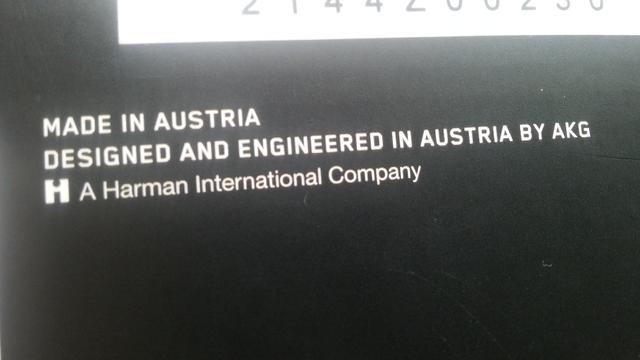 MADE IN AUSTRIA
DESIGNED AND ENGINEERED IN AUSTRIA BY AKG
H A Harman International Company